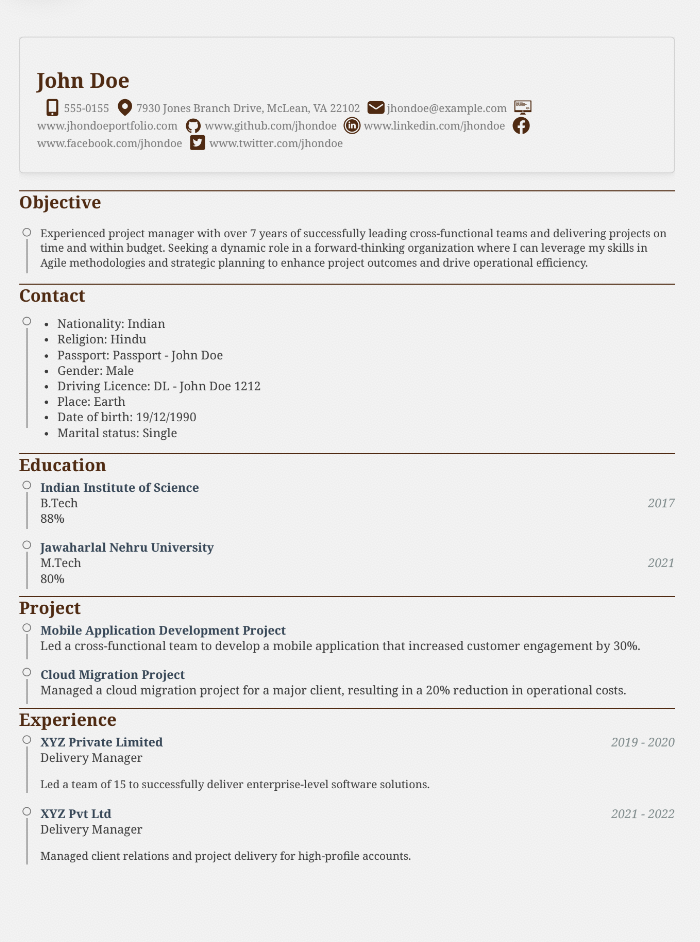 John Doe
555-0155 7930 Jones Branch Drive, McLean, VA 22102 jhondoe@example.com
www.jhondoeportfolio.com www.github.com/jhondoe www.linkedin.com/jhondoe
www.facebook.com/jhondoe www.twitter.com/jhondoe
Objective
Experienced project manager with over 7 years of successfully leading cross-functional teams and delivering projects on
time and within budget. Seeking a dynamic role in a forward-thinking organization where I can leverage my skills in
Agile methodologies and strategic planning to enhance project outcomes and drive operational efficiency.
Contact
• Nationality: Indian
• Religion: Hindu
• Passport: Passport - John Doe
• Gender: Male
• Driving Licence: DL - John Doe 1212
• Place: Earth
• Date of birth: 19/12/1990
• Marital status: Single
Education
Indian Institute of Science
B.Tech 2017
88%
Jawaharlal Nehru University
M.Tech 2021
80%
Project
Mobile Application Development Project
Led a cross-functional team to develop a mobile application that increased customer engagement by 30%.
Cloud Migration Project
Managed a cloud migration project for a major client, resulting in a 20% reduction in operational costs.
Experience
XYZ Private Limited 2019 - 2020
Delivery Manager
Led a team of 15 to successfully deliver enterprise-level software solutions.
XYZ Pvt Ltd 2021 - 2022
Delivery Manager
Managed client relations and project delivery for high-profile accounts.